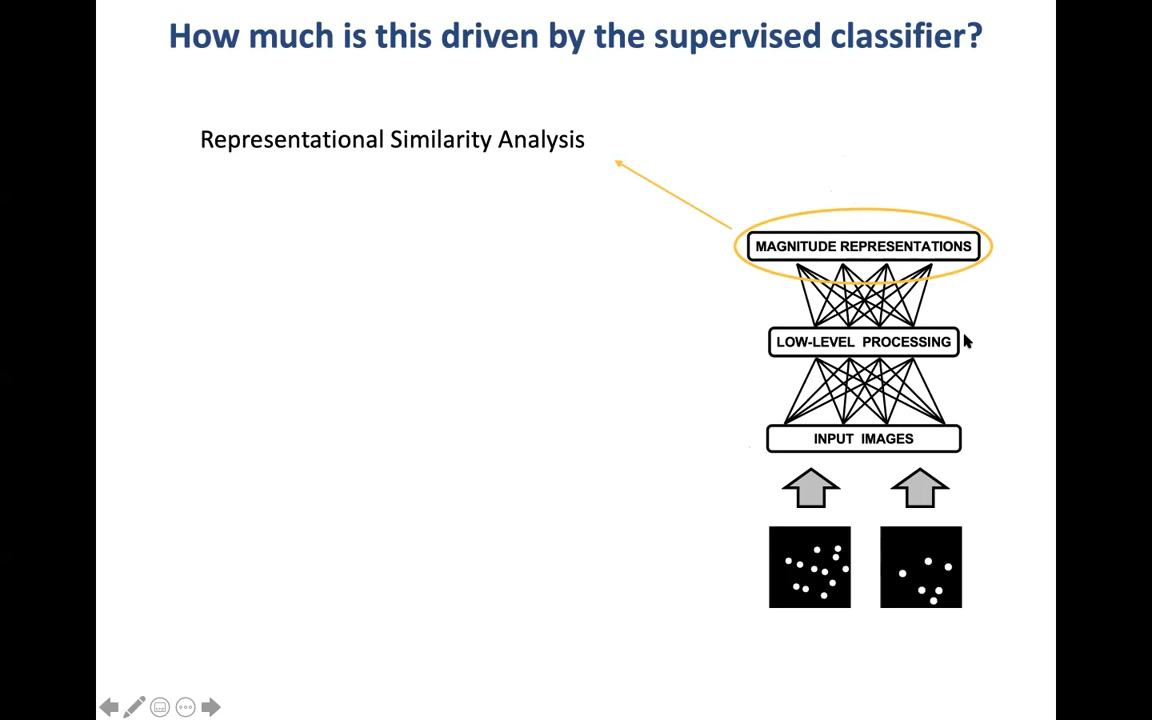 How much is this driven by the supervised classifier?
Representational Similarity Analysis
MAGNITUDE REPRESENTATIONS
LOW-LEVEL PROCESSING
INPUT IMAGES